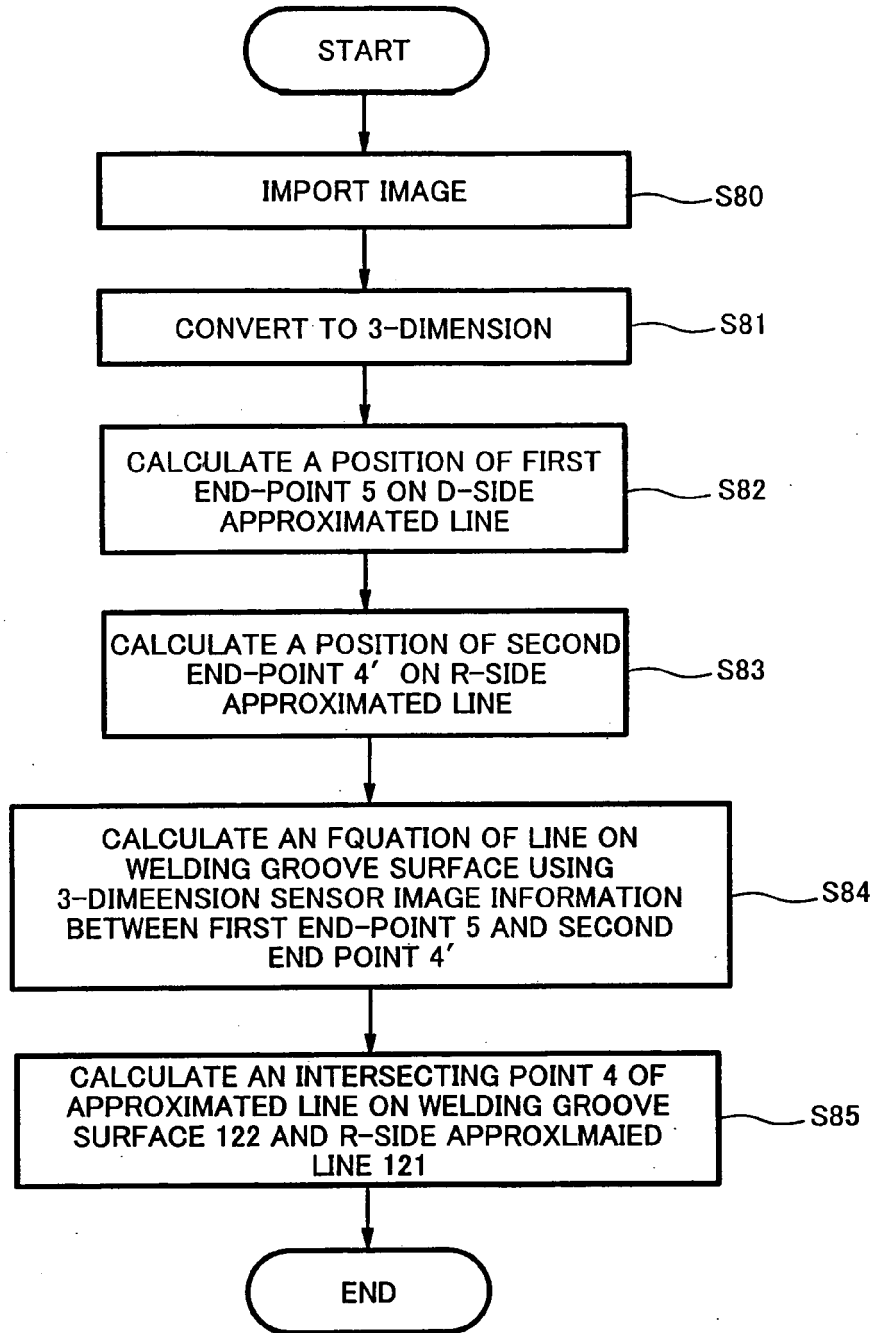 START
IMPORT IMAGE
S80
CONVERT TO 3-DIMENSION
S81
CALCULATE A POSITION OF FIRST
END-POINT 5 ON D-SIDE
APPROXIMATED LINE
S82
CALCULATE A POSITION OF SECOND
END-POINT 4′ ON R-SIDE
APPROXIMATED LINE
S83
CALCULATE AN FQUATION OF LINE ON
WELDING GROOVE SURFACE USING
3-DIMEENSION SENSOR IMAGE INFORMATION
BETWEEN FIRST END-POINT 5 AND SECOND
END POINT 4′
S84
CALCULATE AN INTERSECTING POINT 4 OF
APPROXIMATED LINE ON WELDING GROOVE
SURFACE 122 AND R-SIDE APPROXLMAIED
LINE 121
S85
END